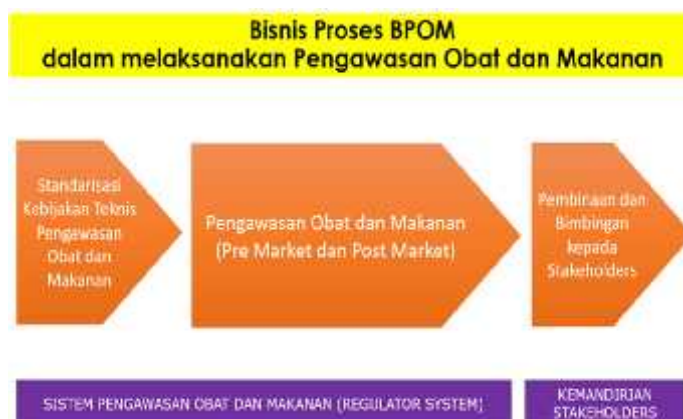 Bisnis Proses BPOM
dalam melaksanakan Pengawasan Obat dan Makanan
Standarisasi
Kebijakan Teknis
Pengawasan
Obat dan
Makanan
Pengawasan Obat dan Makanan
(Pre Market dan Post Market)
Pembinaan dan
Bimbingan
kepada
Stakeholders
SISTEM PENGAWASAN OBAT DAN MAKANAN (REGULATOR SYSTEM)
KEMANDIRIAN
STAKEHOLDERS